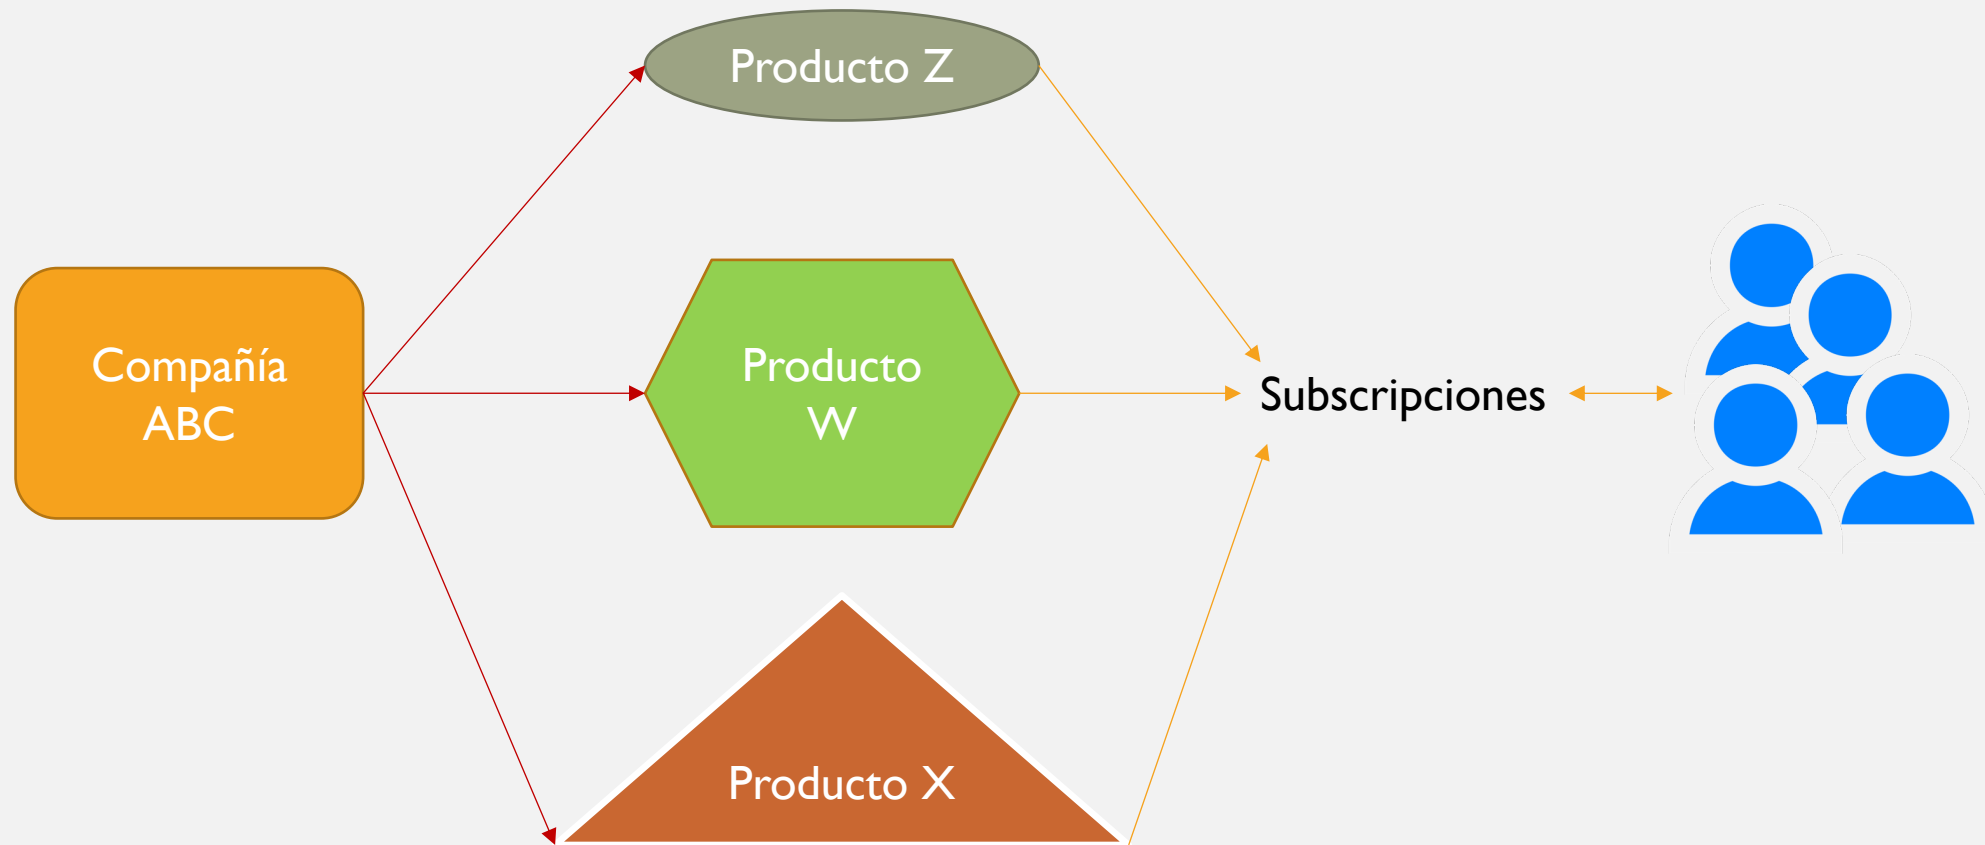 Producto Z
Compañía
ABC
Producto
W
Subscripciones
Producto X